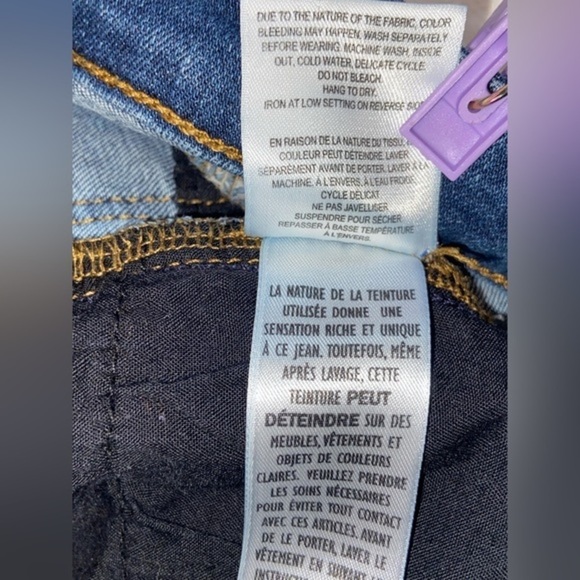 DUE TO THE NATURE OF THE FABRIC, COLOR
BLEEDING MAY HAPPEN. WASH SEPARATELY
BEFORE WEARING. MACHINE WASH, INSIDE
OUT, COLD WATER, DELICATE CYCLE.
DO NOT BLEACH.
HANG TO DRY.
IRON AT LOW SETTING ON REVERSE
EN RAISON DE LA NATURE DU TISSU,
COULEUR PEUT DÉTEINDRE. LAVER
SÉPARÉMENT AVANT DE PORTER. LAVER À LA
MACHINE, À L'ENVERS, À L'EAU FROIDE,
CYCLE DÉLICAT.
NE PAS JAVELLISER
SUSPENDRE POUR SÉCHER
REPASSER À BASSE TEMPÉRATURE
À L'ENVERS.
LA NATURE DE LA TEINTURE
UTILISÉE DONNE UNE
SENSATION RICHE ET UNIQUE
À CE JEAN. TOUTEFOIS, MÊME
APRÈS LAVAGE, CETTE
TEINTURE PEUT
DÉTEINDRE SUR DES
MEUBLES, VÊTEMENTS ET
OBJETS DE COULEURS
CLAIRES. VEUILLEZ PRENDRE
LES SOINS NÉCESSAIRES
POUR ÉVITER TOUT CONTACT
AVEC CES ARTICLES. AVANT
DE LE PORTER, LAVER LE
VÊTEMENT EN SUIVANT